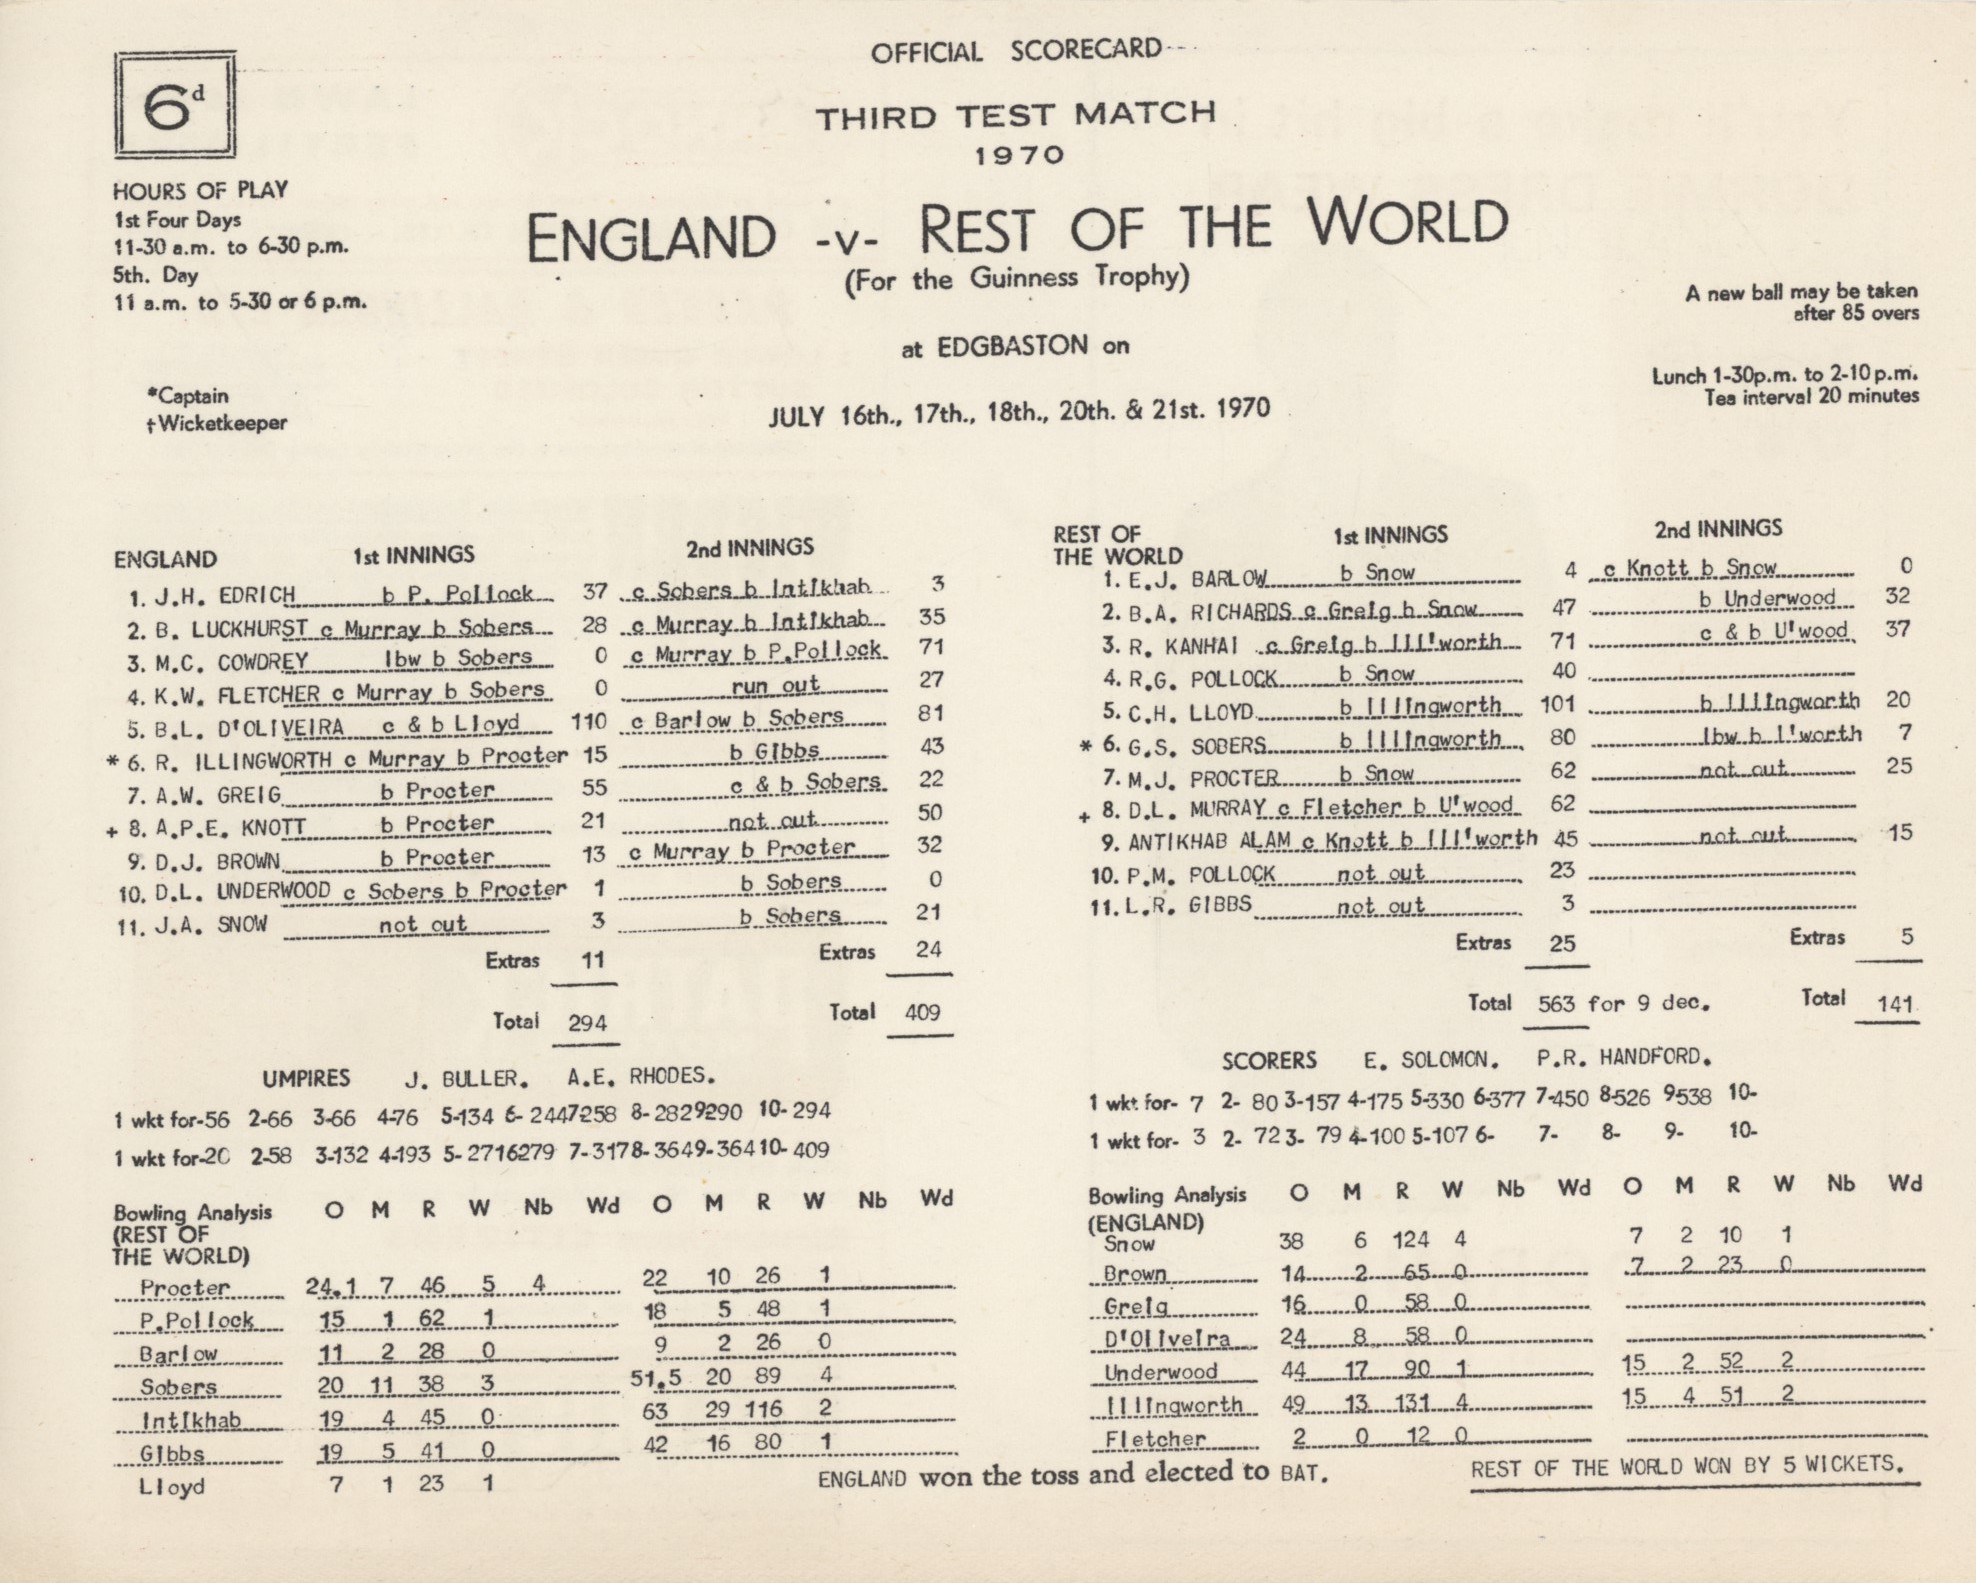 OFFICIAL SCORECARD
6d
THIRD TEST MATCH
1970
HOURS OF PLAY
1st Four Days
11-30 a.m. to 6-30 p.m.
5th. Day
11 a.m. to 5-30 or 6 p.m.
ENGLAND -v- REST OF THE WORLD
(For the Guinness Trophy)
A new ball may be taken
after 85 overs
at EDGBASTON on
Lunch 1-30p.m. to 2-10p.m.
Tea interval 20 minutes
*Captain
†Wicketkeeper
JULY 16th., 17th., 18th., 20th. & 21st. 1970
ENGLAND 1st INNINGS 2nd INNINGS
1. J.H. EDRICH b P. Pollock 37 c Sobers b Intikhab 3
2. B. LUCKHURST c Murray b Sobers 28 c Murray b Intikhab 35
3. M.C. COWDREY lbw b Sobers 0 c Murray b P.Pollock 71
4. K.W. FLETCHER c Murray b Sobers 0 run out 27
5. B.L. D'OLIVEIRA c & b Lloyd 110 c Barlow b Sobers 81
* 6. R. ILLINGWORTH c Murray b Procter 15 b Gibbs 43
7. A.W. GREIG b Procter 55 c & b Sobers 22
+ 8. A.P.E. KNOTT b Procter 21 not out 50
9. D.J. BROWN b Procter 13 c Murray b Procter 32
10. D.L. UNDERWOOD c Sobers b Procter 1 b Sobers 0
11. J.A. SNOW not out 3 b Sobers 21
Extras 11 Extras 24
Total 294 Total 409
UMPIRES J. BULLER. A.E. RHODES.
1 wkt for-56 2-66 3-66 4-76 5-134 6-244 7-258 8-282 9-290 10-294
1 wkt for-20 2-58 3-132 4-193 5-271 6-279 7-317 8-364 9-364 10-409
Bowling Analysis O M R W Nb Wd O M R W Nb Wd
(REST OF
THE WORLD)
Procter 24.1 7 46 5 4 22 10 26 1
P.Pollock 15 1 62 1 18 5 48 1
Barlow 11 2 28 0 9 2 26 0
Sobers 20 11 38 3 51.5 20 89 4
Intikhab 19 4 45 0 63 29 116 2
Gibbs 19 5 41 0 42 16 80 1
Lloyd 7 1 23 1
REST OF
THE WORLD 1st INNINGS 2nd INNINGS
1. E.J. BARLOW b Snow 4 c Knott b Snow 0
2. B.A. RICHARDS c Greig b Snow 47 b Underwood 32
3. R. KANHAI c Greig b Ill'worth 71 c & b U'wood 37
4. R.G. POLLOCK b Snow 40
5. C.H. LLOYD b Illingworth 101 b Illingworth 20
* 6. G.S. SOBERS b Illingworth 80 lbw b I'worth 7
7. M.J. PROCTER b Snow 62 not out 25
+ 8. D.L. MURRAY c Fletcher b U'wood 62
9. ANTIKHAB ALAM c Knott b Ill'worth 45 not out 15
10. P.M. POLLOCK not out 23
11. L.R. GIBBS not out 3
Extras 25 Extras 5
Total 563 for 9 dec. Total 141
SCORERS E. SOLOMON. P.R. HANDFORD.
1 wkt for- 7 2- 80 3-157 4-175 5-330 6-377 7-450 8-526 9-538 10-
1 wkt for- 3 2- 72 3- 79 4-100 5-107 6- 7- 8- 9- 10-
Bowling Analysis O M R W Nb Wd O M R W Nb Wd
(ENGLAND)
Snow 38 6 124 4 7 2 10 1
Brown 14 2 65 0 7 2 23 0
Greig 16 0 58 0
D'Oliveira 24 8 58 0
Underwood 44 17 90 1 15 2 52 2
Illingworth 49 13 131 4 15 4 51 2
Fletcher 2 0 12 0
ENGLAND won the toss and elected to BAT.
REST OF THE WORLD WON BY 5 WICKETS.